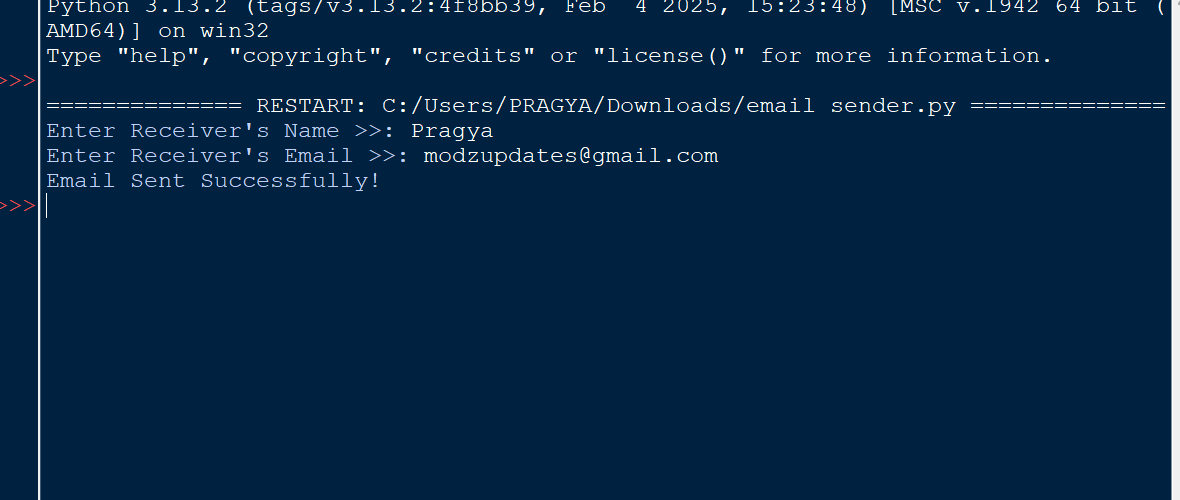 Python 3.13.2 (tags/v3.13.2:4f8bb39, Feb  4 2025, 15:23:48) [MSC v.1942 64 bit (
AMD64)] on win32
Type "help", "copyright", "credits" or "license()" for more information.
>>>
============== RESTART: C:/Users/PRAGYA/Downloads/email sender.py ==============
Enter Receiver's Name >>: Pragya
Enter Receiver's Email >>: modzupdates@gmail.com
Email Sent Successfully!
>>>